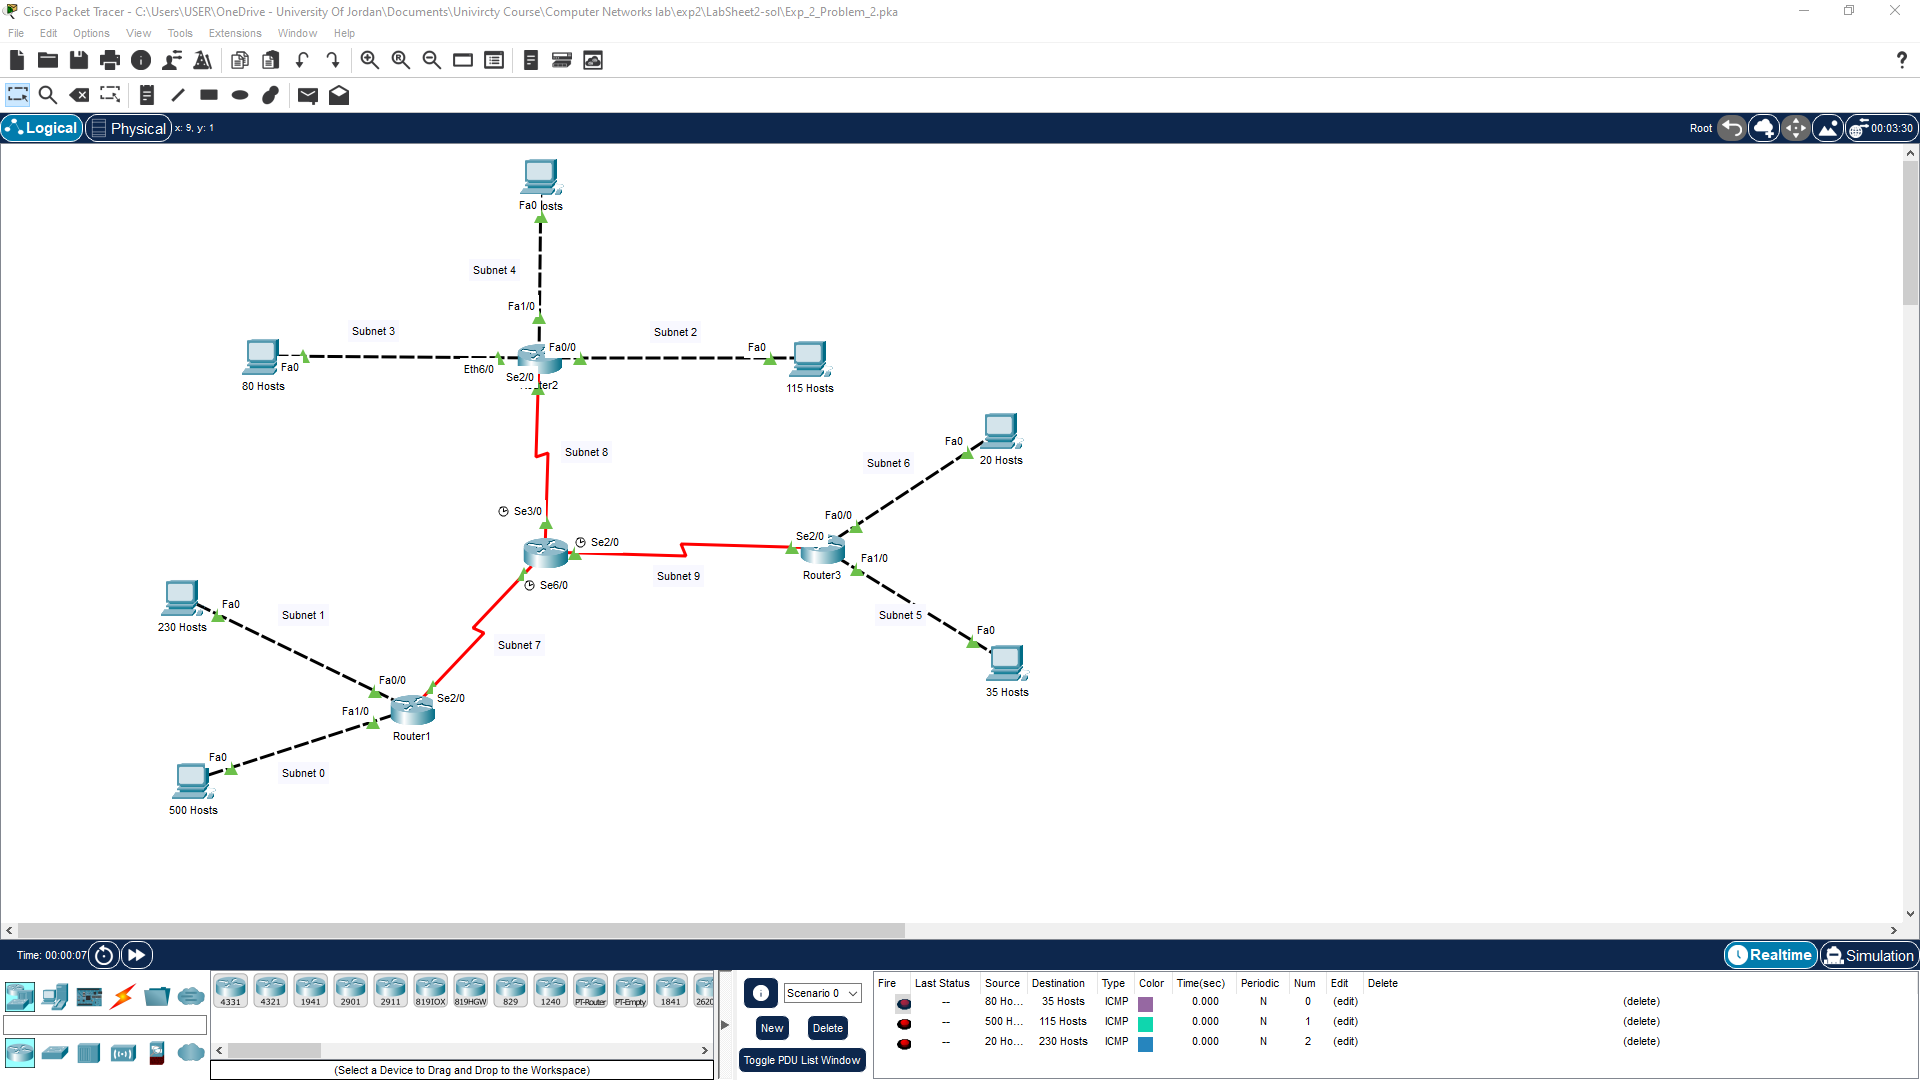 Cisco Packet Tracer - C:\Users\USER\OneDrive - University Of Jordan\Documents\Univircty Course\Computer Networks lab\exp2\LabSheet2-sol\Exp_2_Problem_2.pka
File Edit Options View Tools Extensions Window Help
Logical Physical x: 9, y: 1 Root 00:03:30
Fa0 osts
Subnet 4
Fa1/0
Subnet 3 Subnet 2
Fa0/0 Fa0
Fa0 Eth6/0
Se2/0
80 Hosts ter2 115 Hosts
Fa0
Subnet 8 Subnet 6 20 Hosts
Se3/0 Fa0/0
Se2/0 Se2/0
Fa1/0
Subnet 9 Router3
Se6/0
Fa0 Subnet 1 Subnet 5
230 Hosts Fa0
Subnet 7
Fa0/0 35 Hosts
Se2/0
Fa1/0
Router1
Fa0
Subnet 0
500 Hosts
Time: 00:00:07 Realtime Simulation
4331 4321 1941 2901 2911 819IOX 819HGW 829 1240 PT-Router PT-Empty 1841 2620
(Select a Device to Drag and Drop to the Workspace)
Scenario 0
New Delete
Toggle PDU List Window
Fire Last Status Source Destination Type Color Time(sec) Periodic Num Edit Delete
-- 80 Ho... 35 Hosts ICMP 0.000 N 0 (edit) (delete)
-- 500 H... 115 Hosts ICMP 0.000 N 1 (edit) (delete)
-- 20 Ho... 230 Hosts ICMP 0.000 N 2 (edit) (delete)